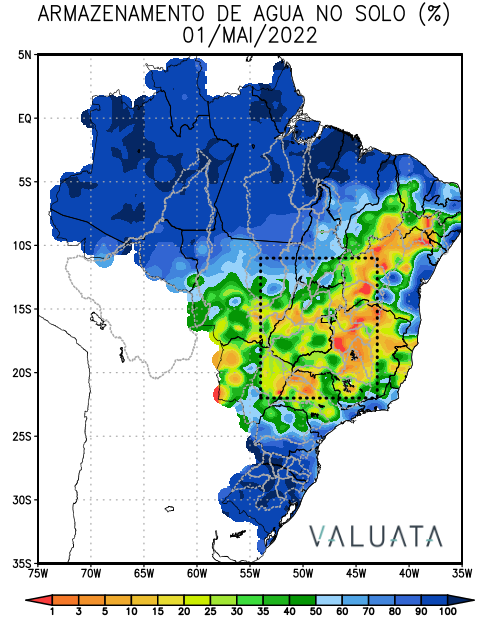 ARMAZENAMENTO DE AGUA NO SOLO (%)
01/MAI/2022
5N
EQ
5S
10S
15S
20S
25S
30S
35S
VALUATA
75W 70W 65W 60W 55W 50W 45W 40W 35W
1 3 5 10 15 20 25 30 35 40 50 60 70 80 90 100